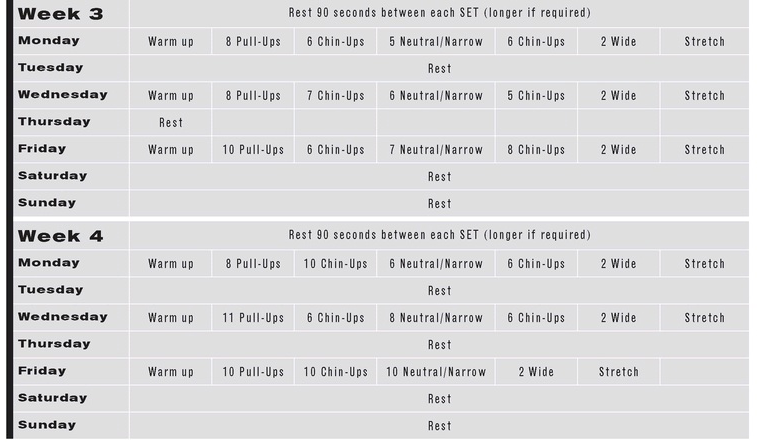 Week 3 Rest 90 seconds between each SET (longer if required)
Monday Warm up 8 Pull-Ups 6 Chin-Ups 5 Neutral/Narrow 6 Chin-Ups 2 Wide Stretch
Tuesday Rest
Wednesday Warm up 8 Pull-Ups 7 Chin-Ups 6 Neutral/Narrow 5 Chin-Ups 2 Wide Stretch
Thursday Rest
Friday Warm up 10 Pull-Ups 6 Chin-Ups 7 Neutral/Narrow 8 Chin-Ups 2 Wide Stretch
Saturday Rest
Sunday Rest
Week 4 Rest 90 seconds between each SET (longer if required)
Monday Warm up 8 Pull-Ups 10 Chin-Ups 6 Neutral/Narrow 6 Chin-Ups 2 Wide Stretch
Tuesday Rest
Wednesday Warm up 11 Pull-Ups 6 Chin-Ups 8 Neutral/Narrow 6 Chin-Ups 2 Wide Stretch
Thursday Rest
Friday Warm up 10 Pull-Ups 10 Chin-Ups 10 Neutral/Narrow 2 Wide Stretch
Saturday Rest
Sunday Rest